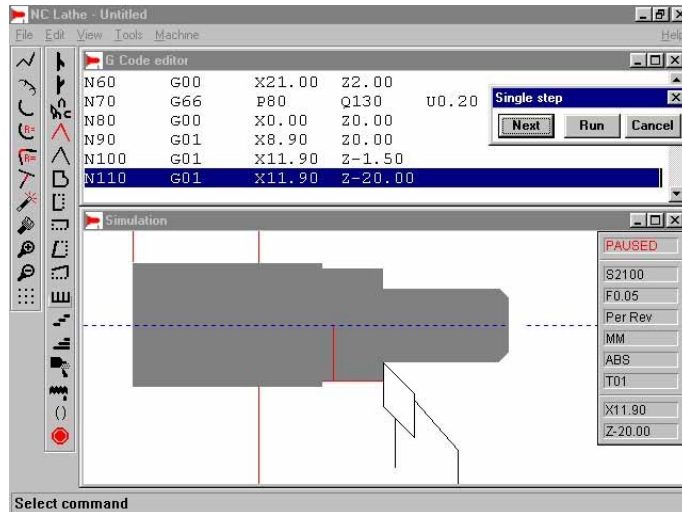 NC Lathe - Untitled
File Edit View Tools Machine Help
G Code editor
N60 G00 X21.00 Z2.00
N70 G66 P80 Q130 U0.20
N80 G00 X0.00 Z0.00
N90 G01 X8.90 Z0.00
N100 G01 X11.90 Z-1.50
N110 G01 X11.90 Z-20.00
Single step
Next Run Cancel
Simulation
PAUSED
S2100
F0.05
Per Rev
MM
ABS
T01
X11.90
Z-20.00
R=
R=
()
Select command